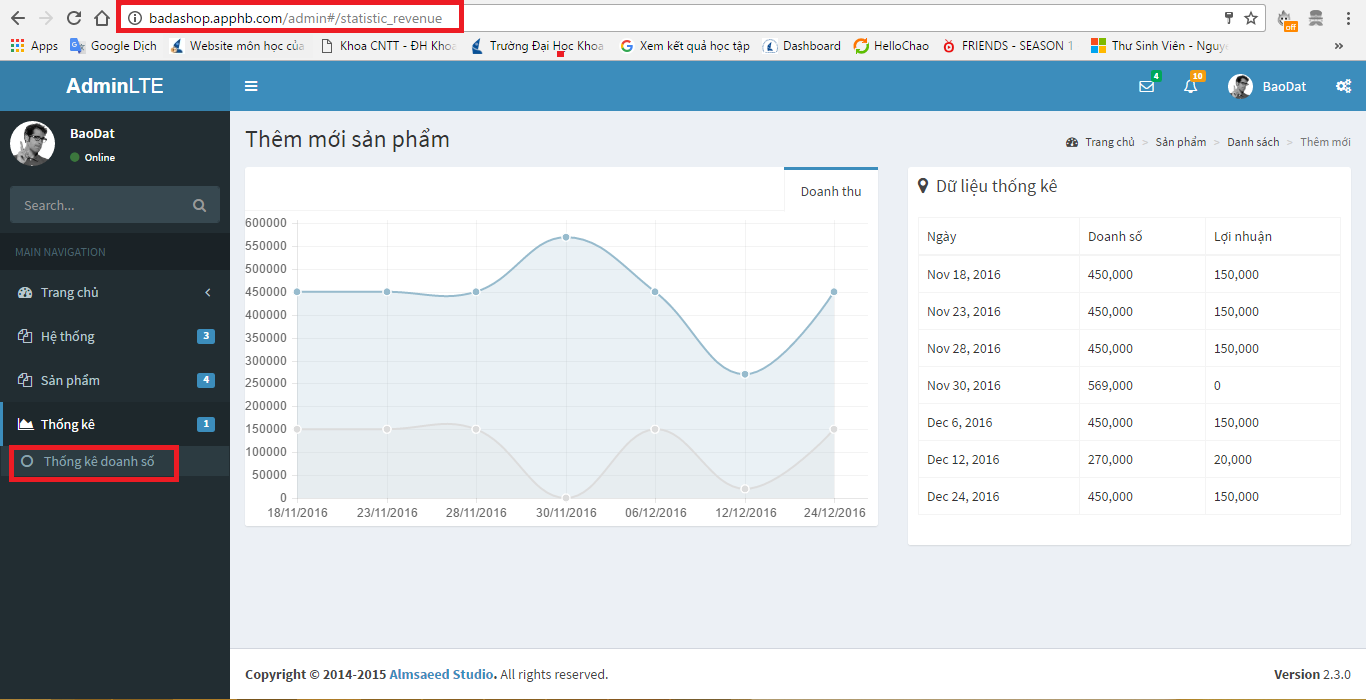 badashop.apphb.com/admin#/statistic_revenue
off
Apps Google Dịch Website môn học của Khoa CNTT - ĐH Khoa Trường Đại Học Khoa Xem kết quả học tập Dashboard HelloChao FRIENDS - SEASON 1 Thư Sinh Viên - Nguy »
AdminLTE
4 10 BaoDat
BaoDat
Online
Search...
MAIN NAVIGATION
Trang chủ
Hệ thống 3
Sản phẩm 4
Thống kê 1
Thống kê doanh số
Thêm mới sản phẩm
Trang chủ > Sản phẩm > Danh sách > Thêm mới
Doanh thu
600000
550000
500000
450000
400000
350000
300000
250000
200000
150000
100000
50000
0
18/11/2016 23/11/2016 28/11/2016 30/11/2016 06/12/2016 12/12/2016 24/12/2016
Dữ liệu thống kê
Ngày Doanh số Lợi nhuận
Nov 18, 2016 450,000 150,000
Nov 23, 2016 450,000 150,000
Nov 28, 2016 450,000 150,000
Nov 30, 2016 569,000 0
Dec 6, 2016 450,000 150,000
Dec 12, 2016 270,000 20,000
Dec 24, 2016 450,000 150,000
Copyright © 2014-2015 Almsaeed Studio. All rights reserved.
Version 2.3.0